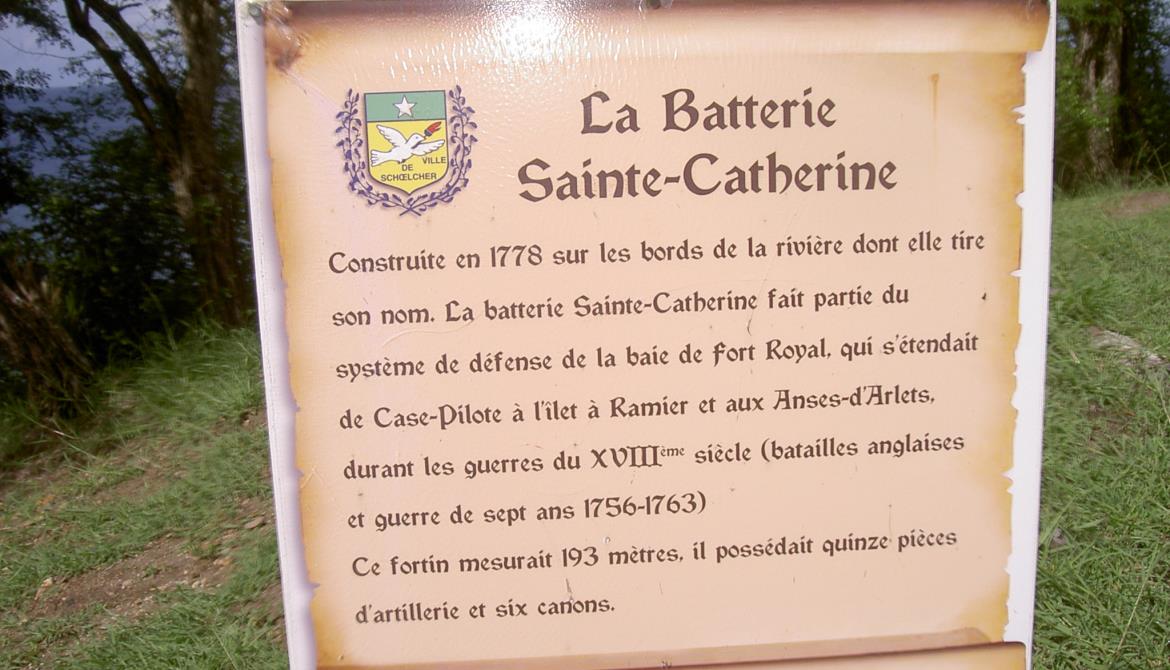 La Batterie
Sainte-Catherine
VILLE
DE
SCHŒLCHER
Construite en 1778 sur les bords de la rivière dont elle tire
son nom. La batterie Sainte-Catherine fait partie du
système de défense de la baie de Fort Royal, qui s'étendait
de Case-Pilote à l'îlet à Ramier et aux Anses-d'Arlets,
durant les guerres du XVIIIème siècle (batailles anglaises
et guerre de sept ans 1756-1763)
Ce fortin mesurait 193 mètres, il possédait quinze pièces
d'artillerie et six canons.